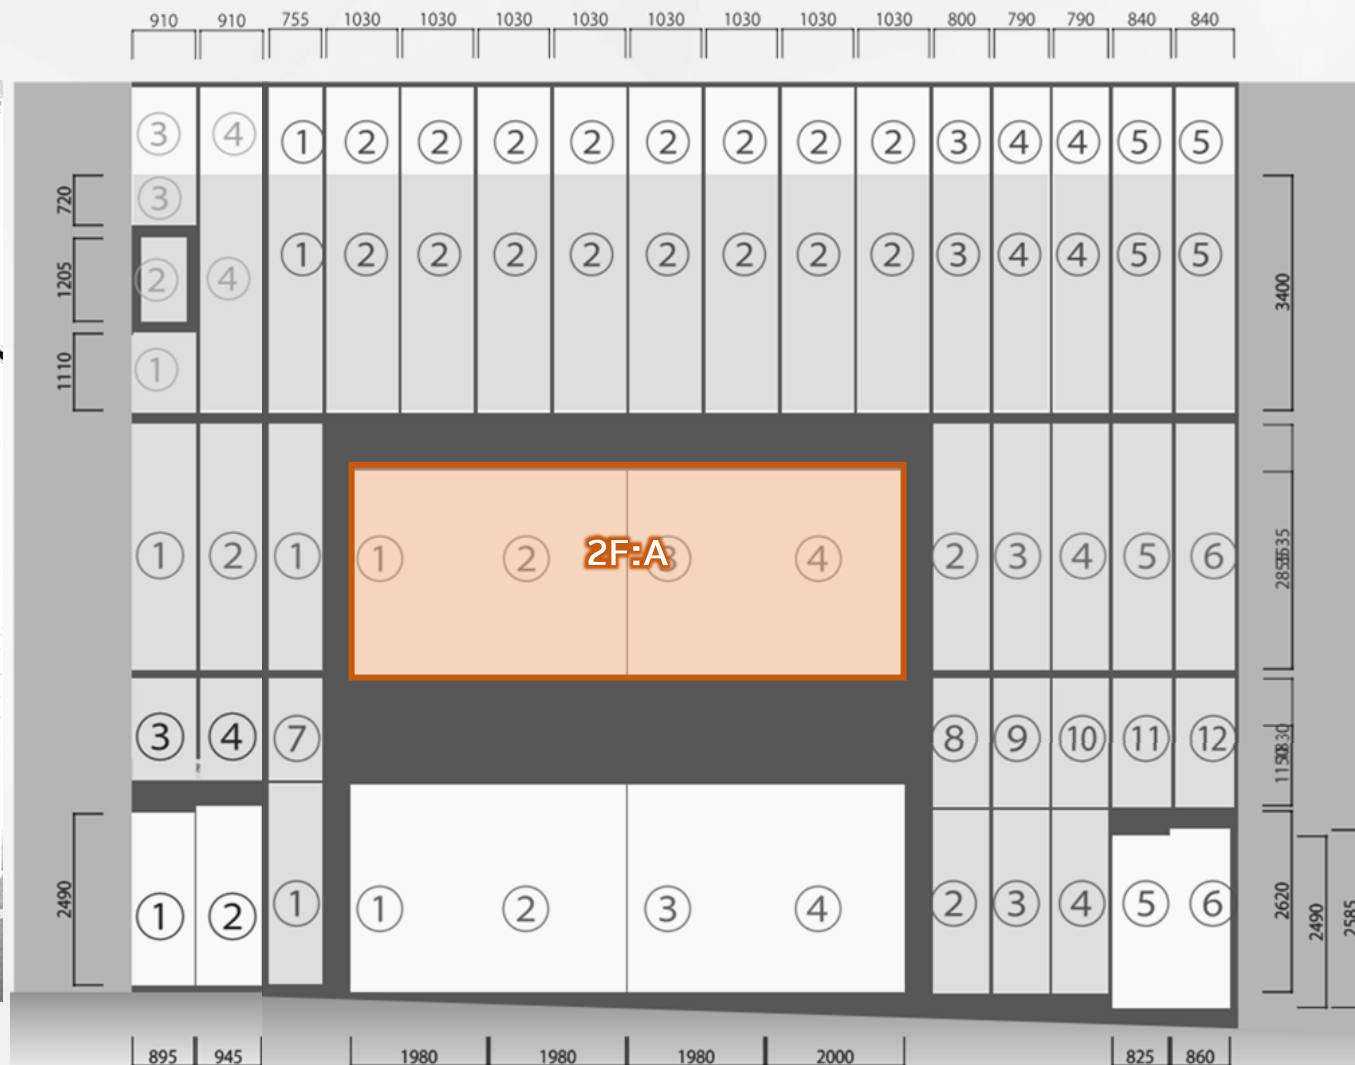 910 910 755 1030 1030 1030 1030 1030 1030 1030 1030 800 790 790 840 840
③ ④ ① ② ② ② ② ② ② ② ② ③ ④ ④ ⑤ ⑤
720 ③
① ② ② ② ② ② ② ② ② ③ ④ ④ ⑤ ⑤
1205 ② ④ 3400
1110 ①
① ② ① ① ② 2F:A ④ ② ③ ④ ⑤ ⑥
③ ④ ⑦ ⑧ ⑨ ⑩ ⑪ ⑫
2490 ① ② ① ① ② ③ ④ ② ③ ④ ⑤ ⑥ 2620 2490 2585
895 945 1980 1980 1980 2000 825 860